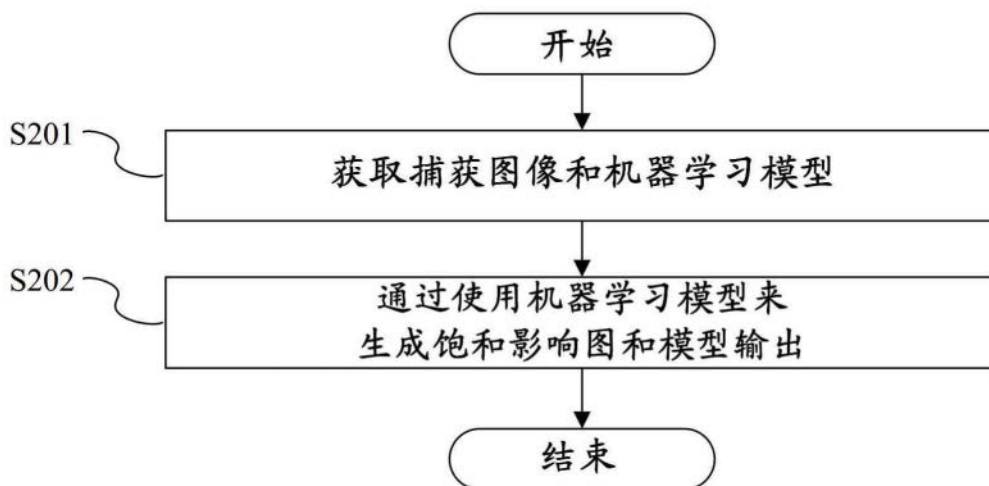 开始
S201
获取捕获图像和机器学习模型
S202
通过使用机器学习模型来
生成饱和影响图和模型输出
结束